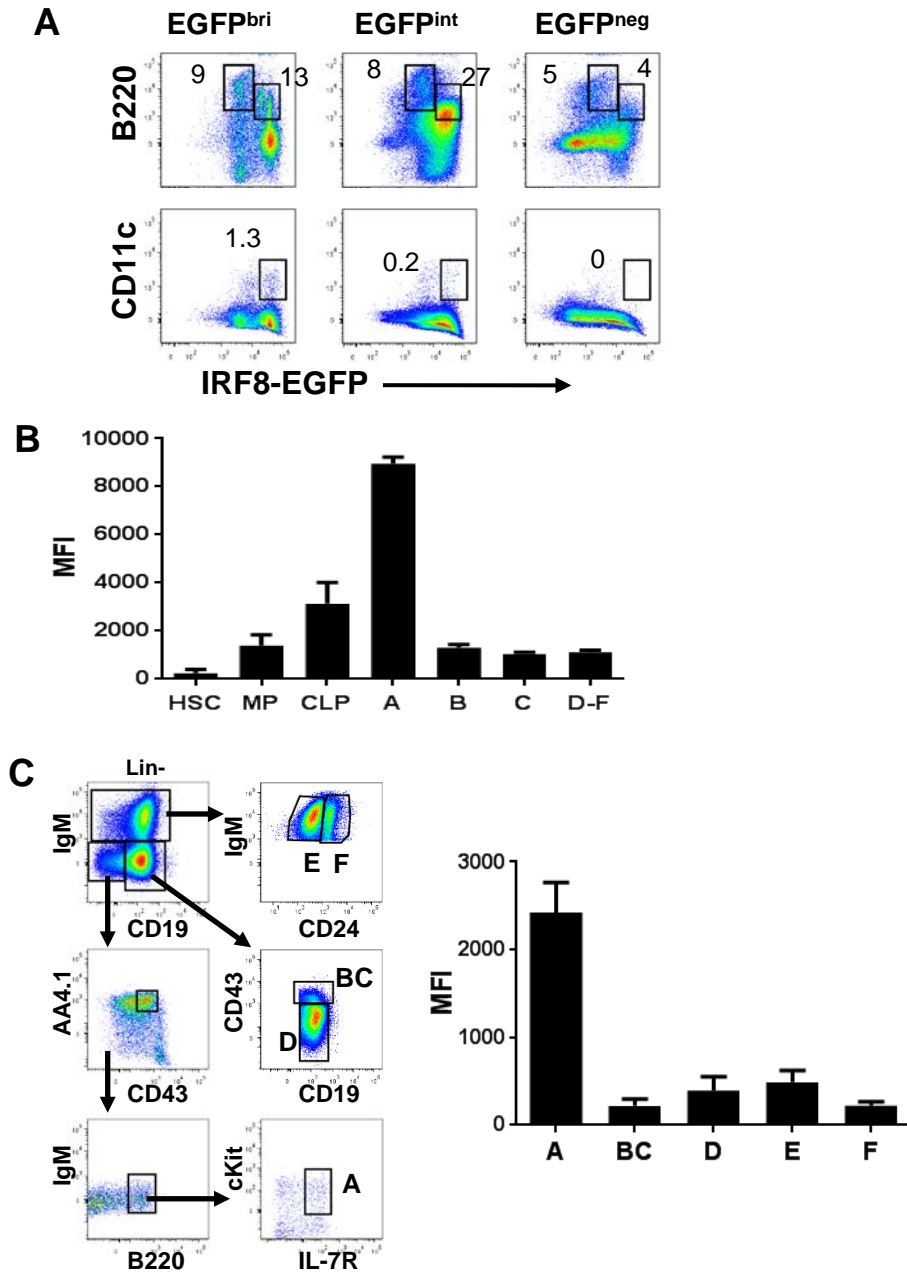 A
EGFPbri EGFPint EGFPneg
B220
9 13 8 27 5 4
CD11c
1.3 0.2 0
IRF8-EGFP
B
MFI
10000
8000
6000
4000
2000
0
HSC MP CLP A B C D-F
C
Lin-
IgM
CD19
IgM
E F
CD24
AA4.1
CD43
CD43
BC
D
CD19
IgM
B220
cKit
A
IL-7R
MFI
3000
2000
1000
0
A BC D E F